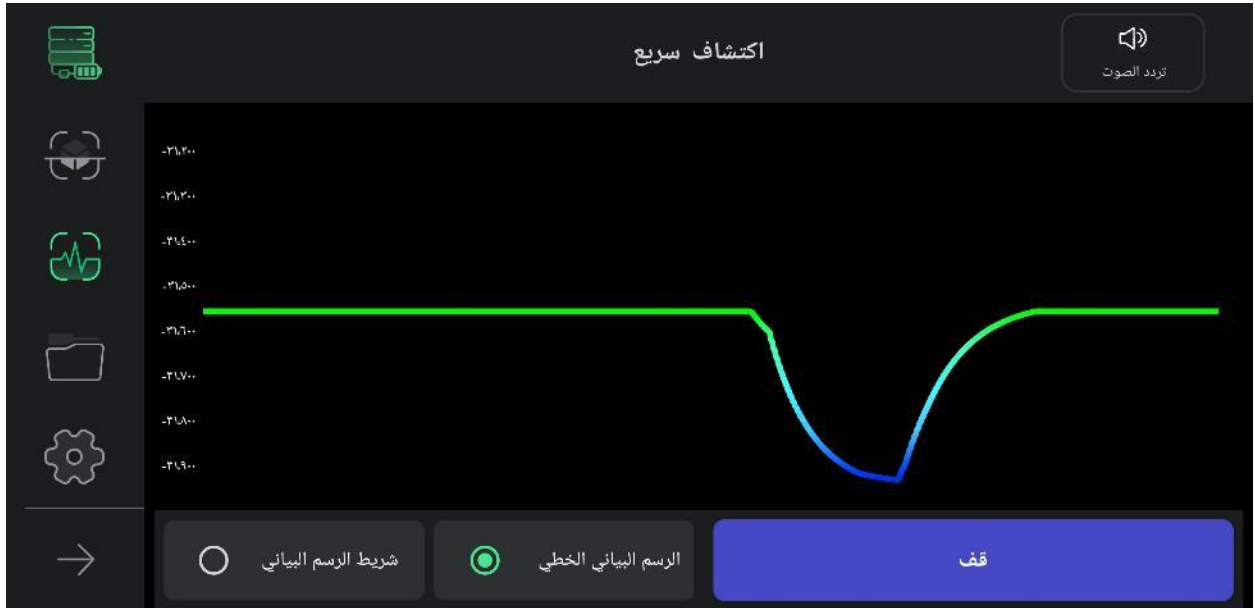 اكتشاف سريع
تردد الصوت
-٣١,٢٠٠
-٣١,٣٠٠
-٣١,٤٠٠
-٣١,٥٠٠
-٣١,٦٠٠
-٣١,٧٠٠
-٣١,٨٠٠
-٣١,٩٠٠
قف
الرسم البياني الخطي
شريط الرسم البياني